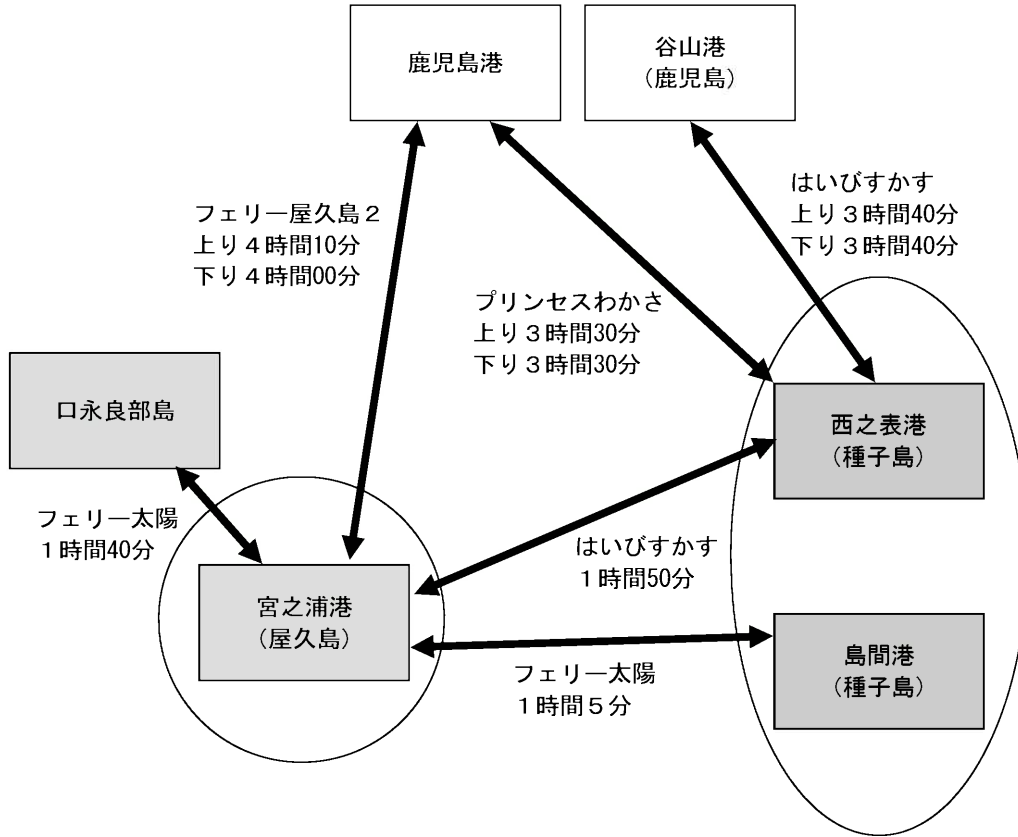 鹿児島港
谷山港
(鹿児島)
フェリー屋久島２
上り４時間10分
下り４時間00分
はいびすかす
上り３時間40分
下り３時間40分
プリンセスわかさ
上り３時間30分
下り３時間30分
口永良部島
西之表港
(種子島)
フェリー太陽
１時間40分
はいびすかす
１時間50分
宮之浦港
(屋久島)
島間港
(種子島)
フェリー太陽
１時間５分